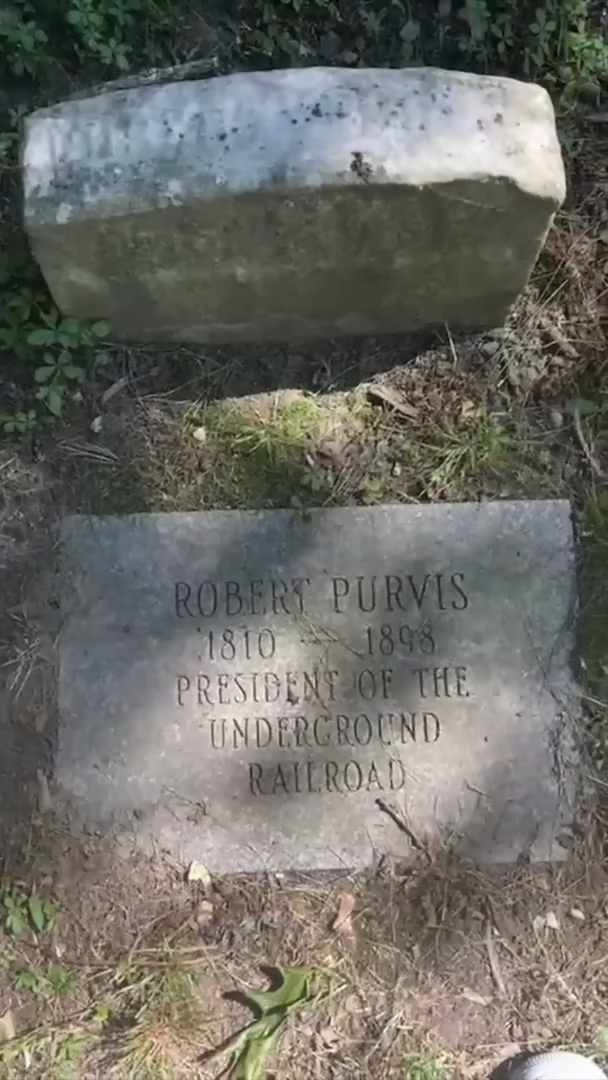 ROBERT PURVIS
1810 — 1898
PRESIDENT OF THE
UNDERGROUND
RAILROAD